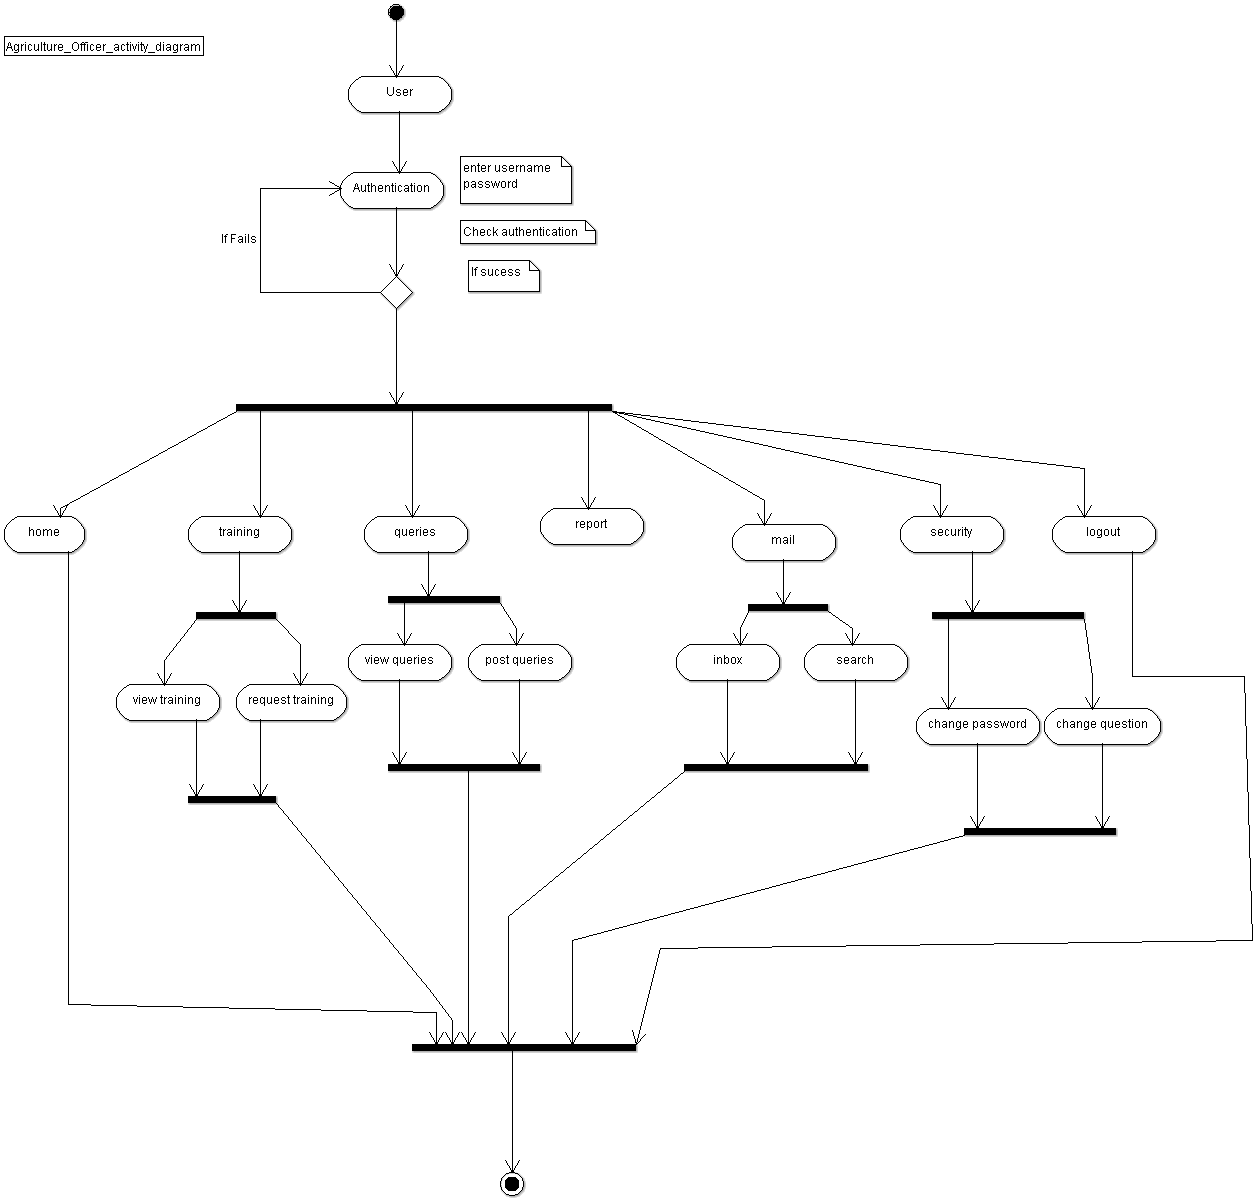 Agriculture_Officer_activity_diagram
User
enter username
password
Authentication
Check authentication
If Fails
If sucess
home
training
queries
report
mail
security
logout
view queries
post queries
inbox
search
view training
request training
change password
change question